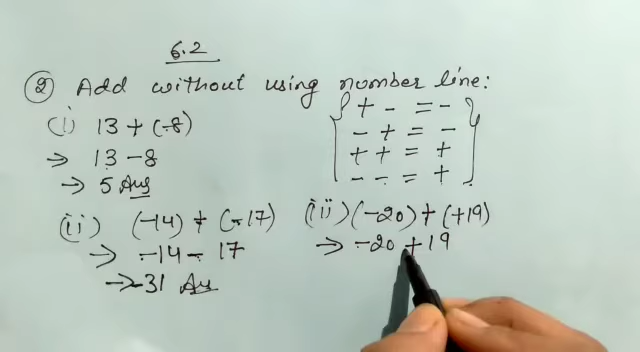 6.2
② Add without using number line:
{ + - = - }
- + = -
+ + = +
- - = +
(i) 13 + (-8)
→ 13 - 8
→ 5 Ans
(ii) (-14) + (-17)
→ -14 - 17
→ -31 Ans
(iii) (-20) + (+19)
→ -20 + 19